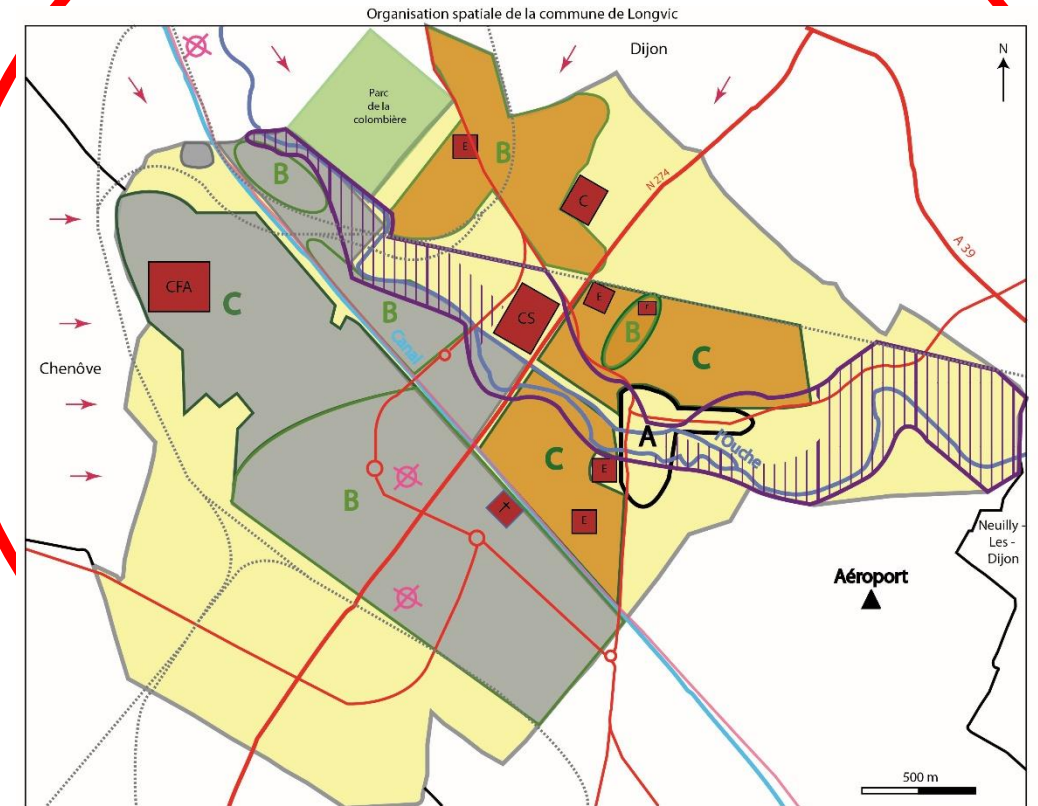 Organisation spatiale de la commune de Longvic
Dijon
N
Parc
de la
colombière
E
B
B
C
N 274
A 39
CFA
C
E
CS
B
B
C
Canal
Chenôve
A
l'Ouche
C
E
B
E
Neuilly -
Les -
Dijon
Aéroport
500 m